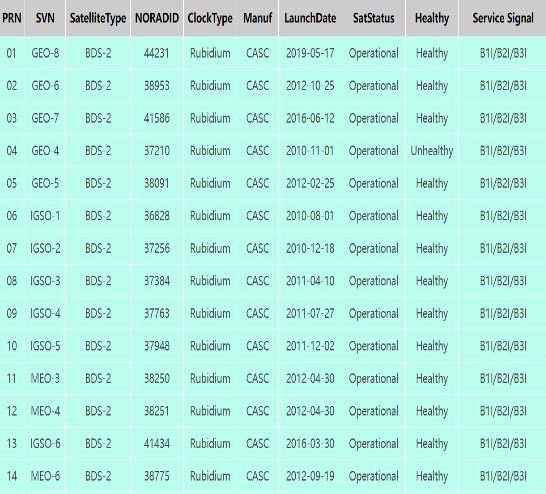 PRN SVN SatelliteType NORADID ClockType Manuf LaunchDate SatStatus Healthy Service Signal
01 GEO-8 BDS-2 44231 Rubidium CASC 2019-05-17 Operational Healthy B1I/B2I/B3I
02 GEO-6 BDS-2 38953 Rubidium CASC 2012-10-25 Operational Healthy B1I/B2I/B3I
03 GEO-7 BDS-2 41586 Rubidium CASC 2016-06-12 Operational Healthy B1I/B2I/B3I
04 GEO-4 BDS-2 37210 Rubidium CASC 2010-11-01 Operational Unhealthy B1I/B2I/B3I
05 GEO-5 BDS-2 38091 Rubidium CASC 2012-02-25 Operational Healthy B1I/B2I/B3I
06 IGSO-1 BDS-2 36828 Rubidium CASC 2010-08-01 Operational Healthy B1I/B2I/B3I
07 IGSO-2 BDS-2 37256 Rubidium CASC 2010-12-18 Operational Healthy B1I/B2I/B3I
08 IGSO-3 BDS-2 37384 Rubidium CASC 2011-04-10 Operational Healthy B1I/B2I/B3I
09 IGSO-4 BDS-2 37763 Rubidium CASC 2011-07-27 Operational Healthy B1I/B2I/B3I
10 IGSO-5 BDS-2 37948 Rubidium CASC 2011-12-02 Operational Healthy B1I/B2I/B3I
11 MEO-3 BDS-2 38250 Rubidium CASC 2012-04-30 Operational Healthy B1I/B2I/B3I
12 MEO-4 BDS-2 38251 Rubidium CASC 2012-04-30 Operational Healthy B1I/B2I/B3I
13 IGSO-6 BDS-2 41434 Rubidium CASC 2016-03-30 Operational Healthy B1I/B2I/B3I
14 MEO-6 BDS-2 38775 Rubidium CASC 2012-09-19 Operational Healthy B1I/B2I/B3I